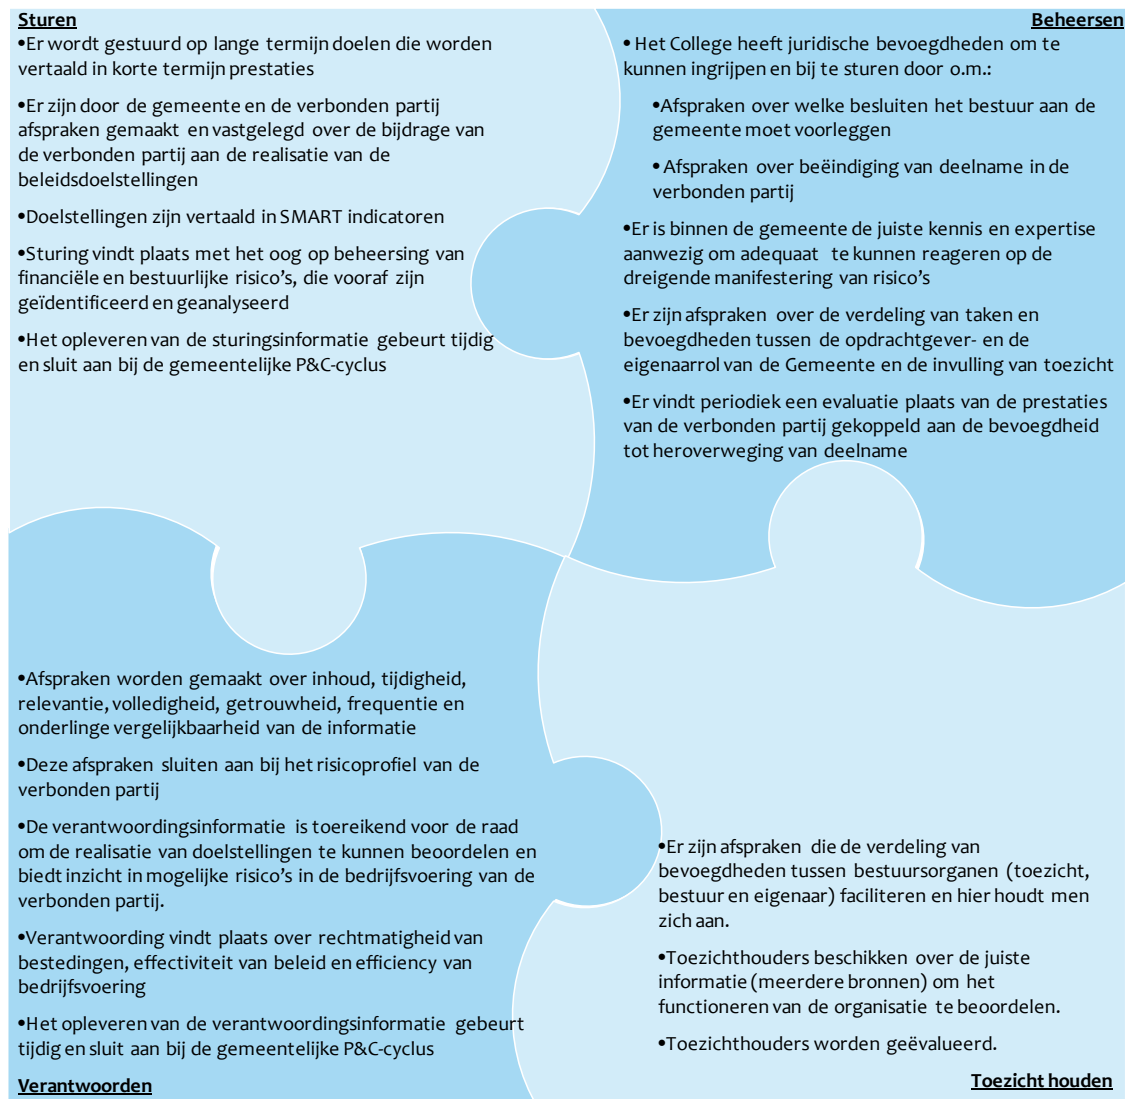 Sturen
•Er wordt gestuurd op lange termijn doelen die worden
vertaald in korte termijn prestaties
•Er zijn door de gemeente en de verbonden partij
afspraken gemaakt en vastgelegd over de bijdrage van
de verbonden partij aan de realisatie van de
beleidsdoelstellingen
•Doelstellingen zijn vertaald in SMART indicatoren
•Sturing vindt plaats met het oog op beheersing van
financiële en bestuurlijke risico's, die vooraf zijn
geïdentificeerd en geanalyseerd
•Het opleveren van de sturingsinformatie gebeurt tijdig
en sluit aan bij de gemeentelijke P&C-cyclus
Beheersen
• Het College heeft juridische bevoegdheden om te
kunnen ingrijpen en bij te sturen door o.m.:
•Afspraken over welke besluiten het bestuur aan de
gemeente moet voorleggen
• Afspraken over beëindiging van deelname in de
verbonden partij
•Er is binnen de gemeente de juiste kennis en expertise
aanwezig om adequaat te kunnen reageren op de
dreigende manifestering van risico's
•Er zijn afspraken over de verdeling van taken en
bevoegdheden tussen de opdrachtgever- en de
eigenaarrol van de Gemeente en de invulling van toezicht
•Er vindt periodiek een evaluatie plaats van de prestaties
van de verbonden partij gekoppeld aan de bevoegdheid
tot heroverweging van deelname
•Afspraken worden gemaakt over inhoud, tijdigheid,
relevantie, volledigheid, getrouwheid, frequentie en
onderlinge vergelijkbaarheid van de informatie
•Deze afspraken sluiten aan bij het risicoprofiel van de
verbonden partij
•De verantwoordingsinformatie is toereikend voor de raad
om de realisatie van doelstellingen te kunnen beoordelen en
biedt inzicht in mogelijke risico's in de bedrijfsvoering van de
verbonden partij.
•Verantwoording vindt plaats over rechtmatigheid van
bestedingen, effectiviteit van beleid en efficiency van
bedrijfsvoering
•Het opleveren van de verantwoordingsinformatie gebeurt
tijdig en sluit aan bij de gemeentelijke P&C-cyclus
Verantwoorden
•Er zijn afspraken die de verdeling van
bevoegdheden tussen bestuursorganen (toezicht,
bestuur en eigenaar) faciliteren en hier houdt men
zich aan.
•Toezichthouders beschikken over de juiste
informatie (meerdere bronnen) om het
functioneren van de organisatie te beoordelen.
•Toezichthouders worden geëvalueerd.
Toezicht houden